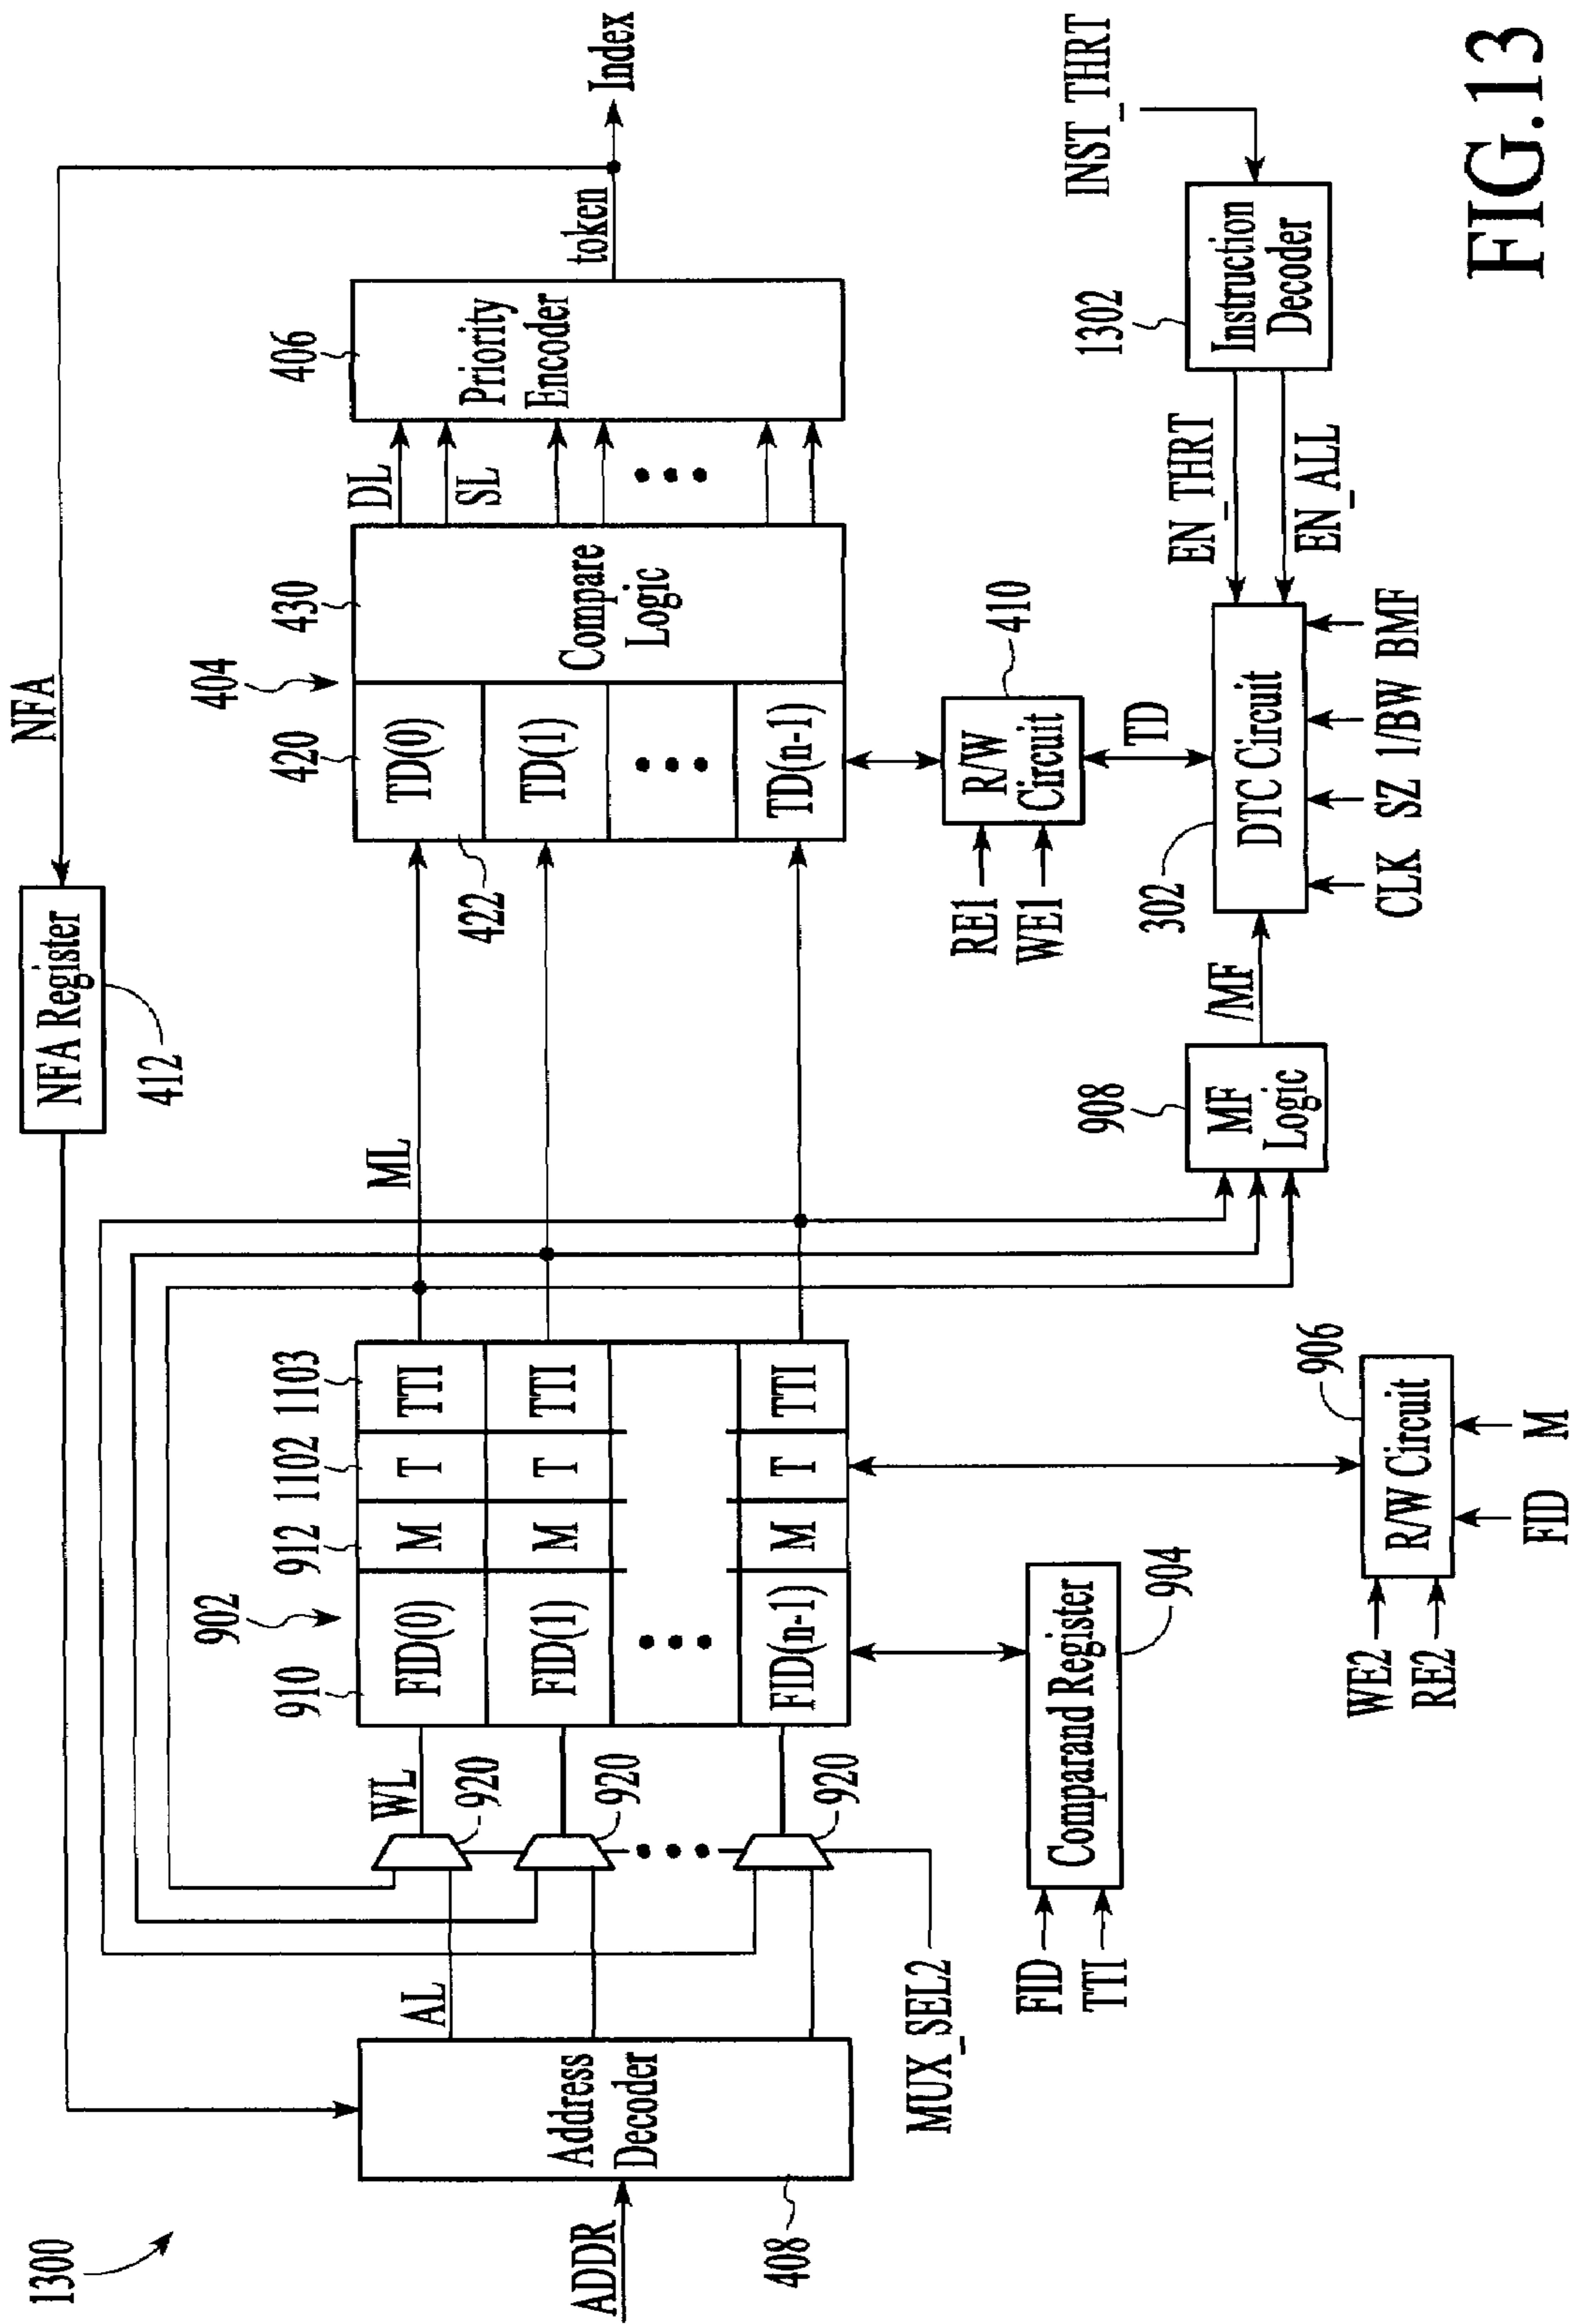 1300
NFA
NFA Register
412
ADDR
Address
Decoder
408
AL
WL
920
920
920
MUX_SEL2
902
910
912
1102
1103
FID(0)
M
T
TTI
FID(1)
M
T
TTI
FID(n-1)
M
T
TTI
ML
404
420
430
TD(0)
TD(1)
TD(n-1)
422
Compare
Logic
DL
SL
406
Priority
Encoder
token
Index
FID
TTI
Comparand Register
904
WE2
RE2
R/W Circuit
906
FID
M
908
MF
Logic
/MF
RE1
WE1
R/W
Circuit
410
TD
302
DTC Circuit
CLK
SZ
1/BW
BMF
EN_THRT
EN_ALL
1302
Instruction
Decoder
INST_THRT
FIG.13